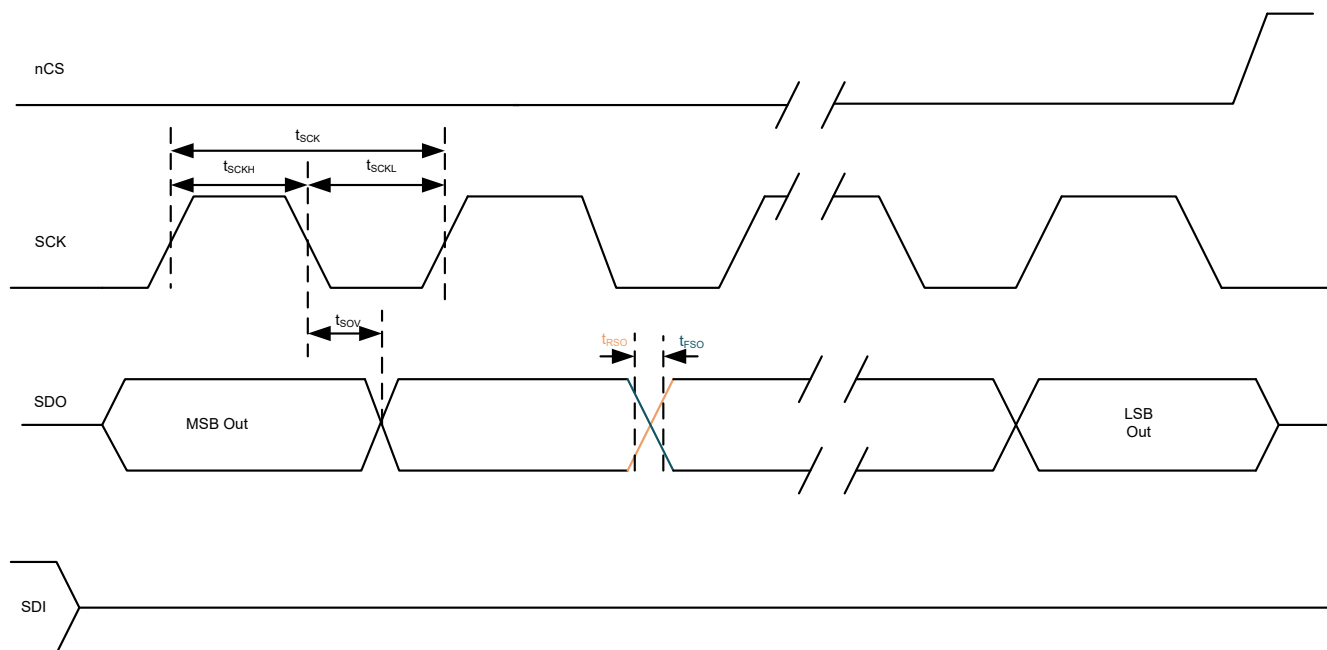 nCS
tSCK
tSCKH
tSCKL
SCK
tSOV
tRSO
tFSO
SDO
MSB Out
LSB
Out
SDI